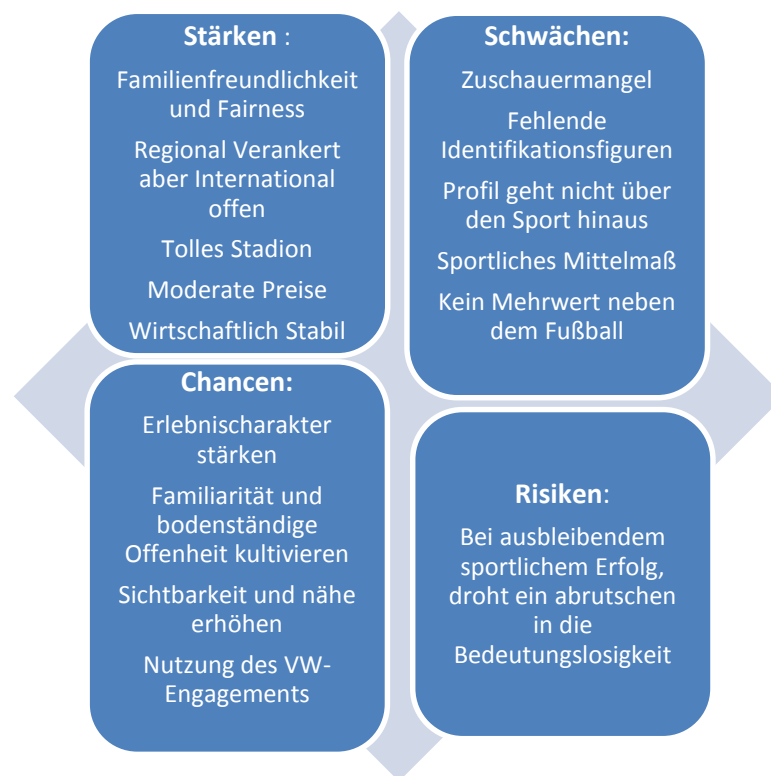 Stärken :
Familienfreundlichkeit
und Fairness
Regional Verankert
aber International
offen
Tolles Stadion
Moderate Preise
Wirtschaftlich Stabil
Schwächen:
Zuschauermangel
Fehlende
Identifikationsfiguren
Profil geht nicht über
den Sport hinaus
Sportliches Mittelmaß
Kein Mehrwert neben
dem Fußball
Chancen:
Erlebnischarakter
stärken
Familiarität und
bodenständige
Offenheit kultivieren
Sichtbarkeit und nähe
erhöhen
Nutzung des VW-
Engagements
Risiken:
Bei ausbleibendem
sportlichem Erfolg,
droht ein abrutschen
in die
Bedeutungslosigkeit